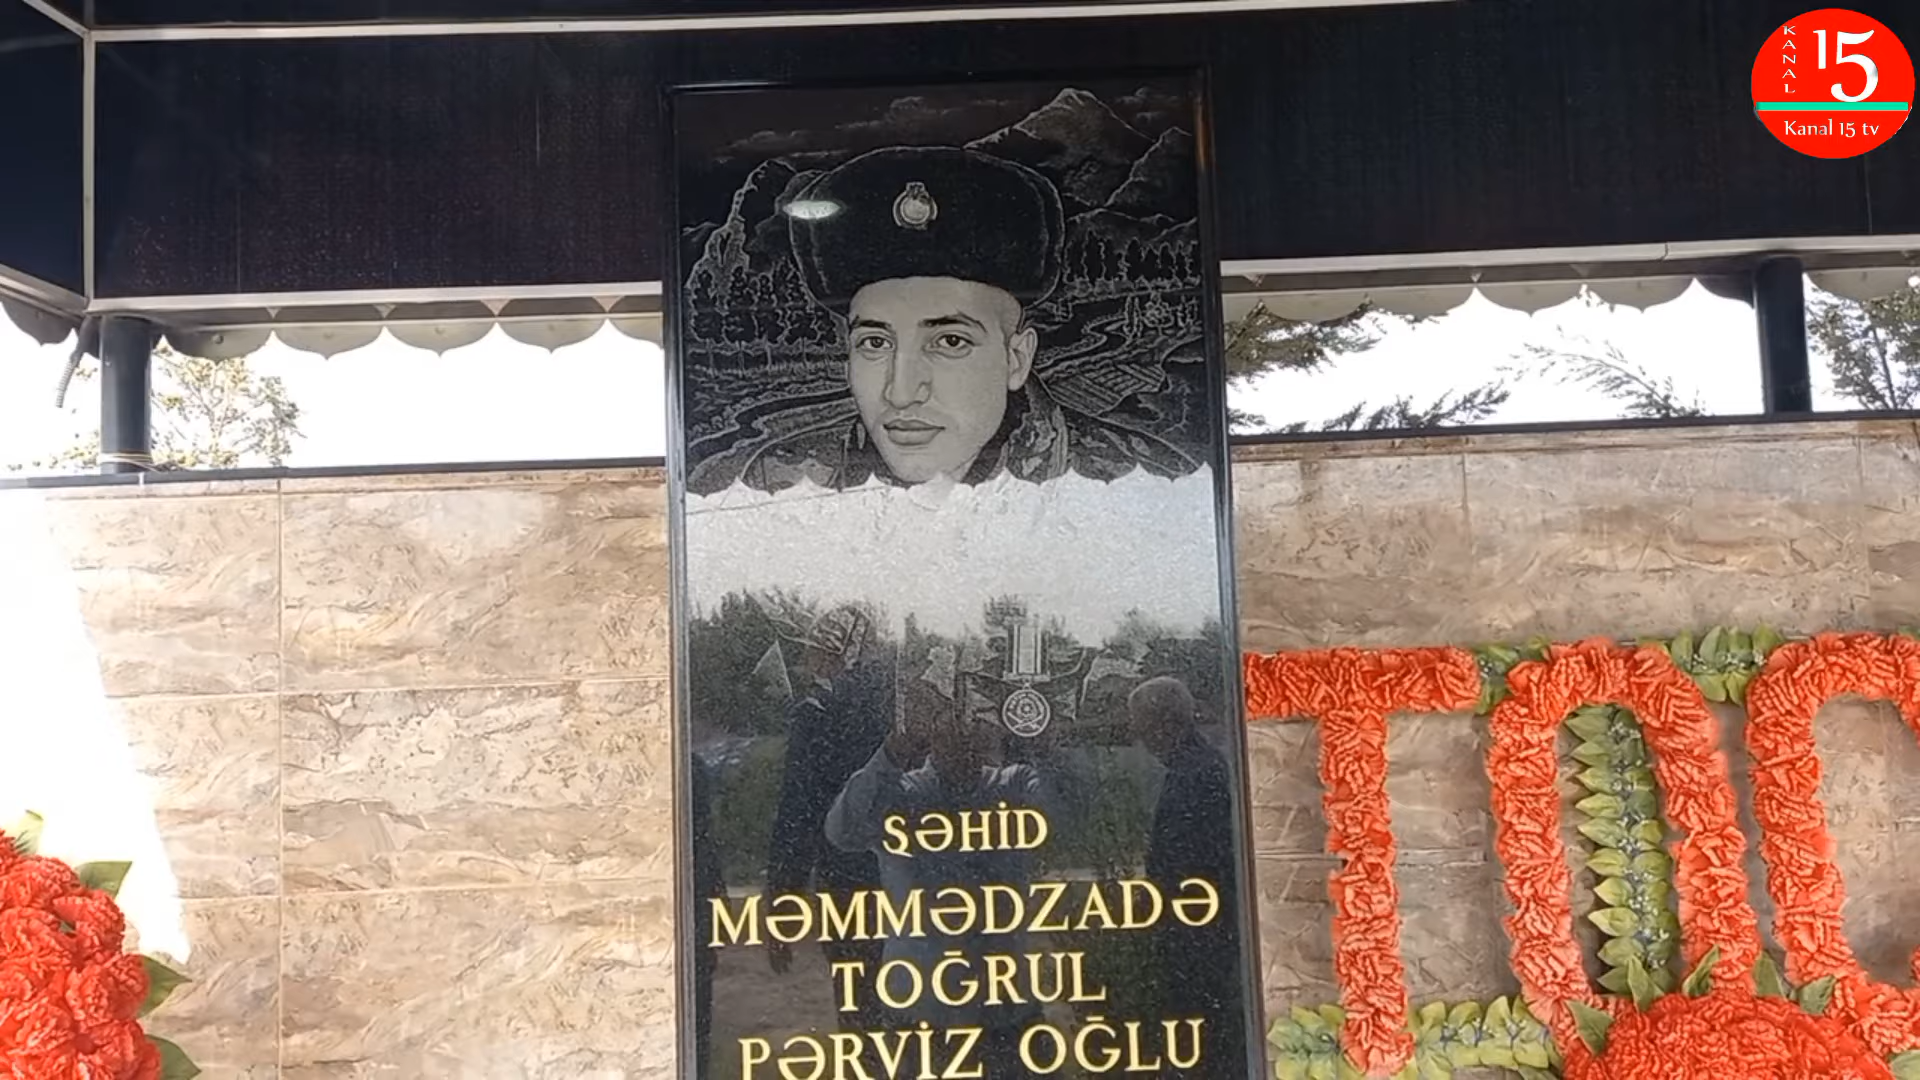 KANAL
15
Kanal 15 tv
ŞƏHİD
MƏMMƏDZADƏ
TOĞRUL
PƏRVİZ OĞLU